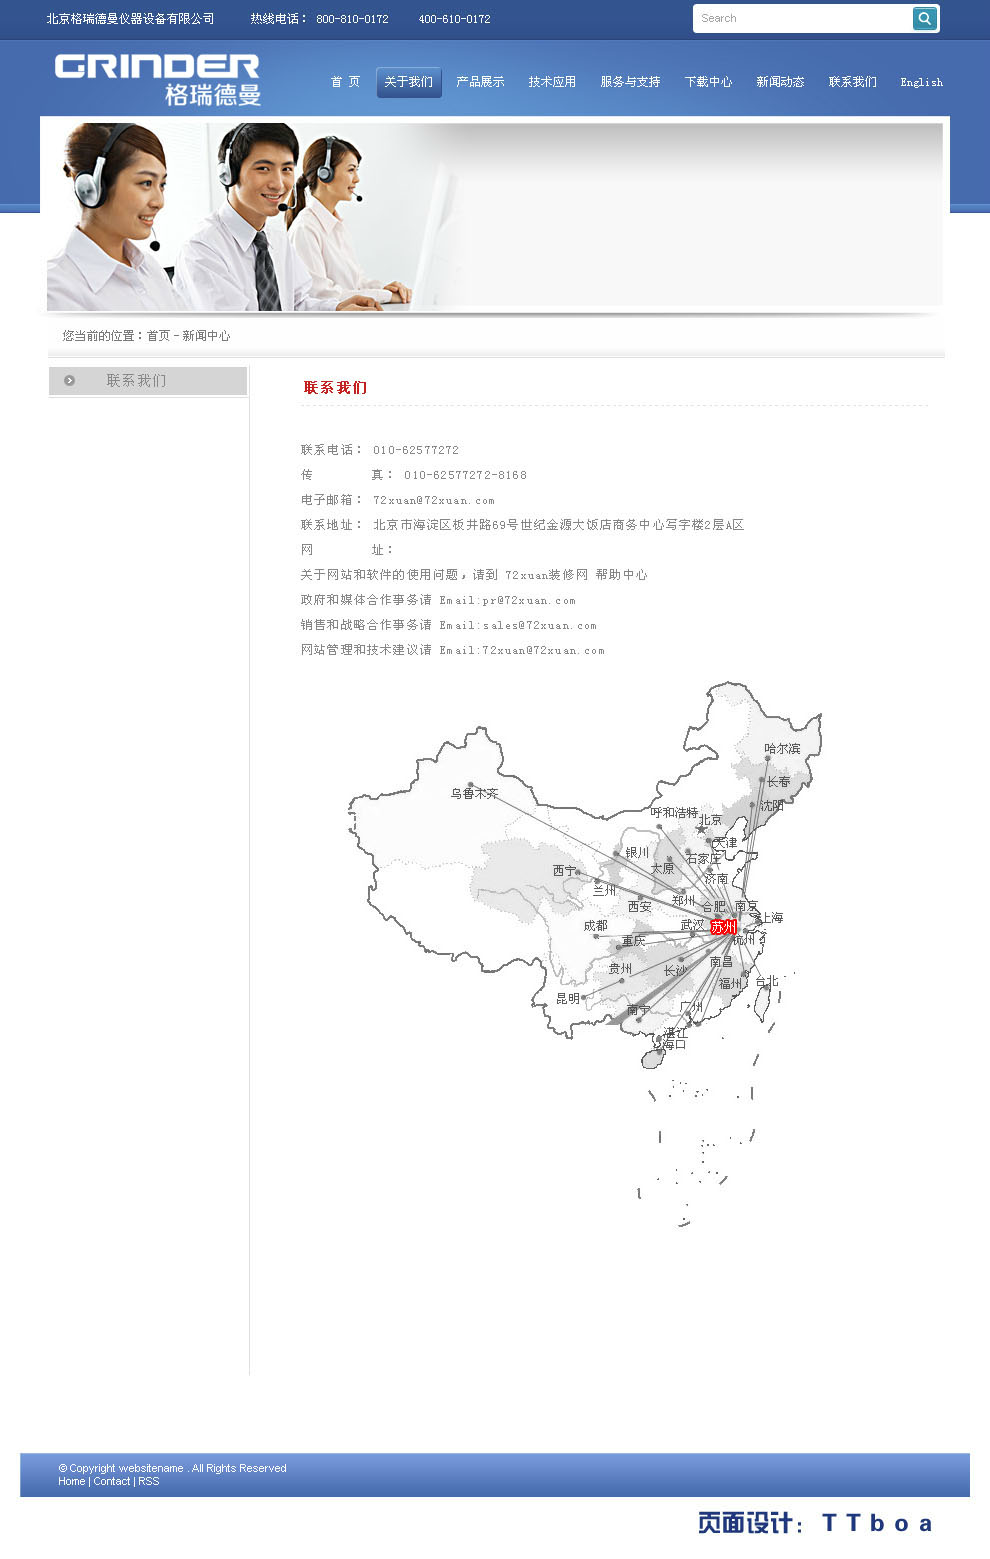 北京格瑞德曼仪器设备有限公司 热线电话： 800-810-0172 400-610-0172
Search
GRINDER
格瑞德曼
首 页 关于我们 产品展示 技术应用 服务与支持 下载中心 新闻动态 联系我们 English
您当前的位置：首页 - 新闻中心
联系我们
联系我们
联系电话： 010-62577272
传 真： 010-62577272-8168
电子邮箱： 72xuan@72xuan.com
联系地址： 北京市海淀区板井路69号世纪金源大饭店商务中心写字楼2层A区
网 址：
关于网站和软件的使用问题，请到 72xuan装修网 帮助中心
政府和媒体合作事务请 Email:pr@72xuan.com
销售和战略合作事务请 Email:sales@72xuan.com
网站管理和技术建议请 Email:72xuan@72xuan.com
哈尔滨
长春
乌鲁木齐
沈阳
呼和浩特
北京
天津
银川
石家庄
太原
西宁
济南
兰州
郑州
西安
合肥
南京
上海
成都
武汉
苏州
重庆
杭州
南昌
贵州
长沙
福州
台北
昆明
南宁
广州
湛江
海口
© Copyright websitename . All Rights Reserved
Home | Contact | RSS
页面设计：TTboa